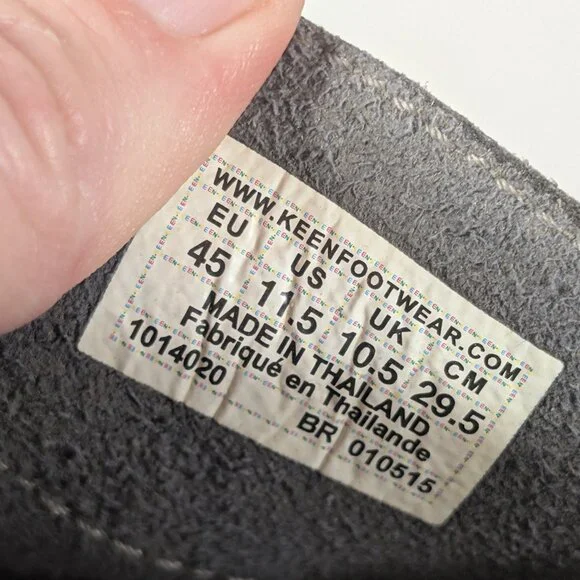 WWW.KEENFOOTWEAR.COM
EU US UK CM
45 11.5 10.5 29.5
MADE IN THAILAND
Fabriqué en Thaïlande
1014020 BR 010515